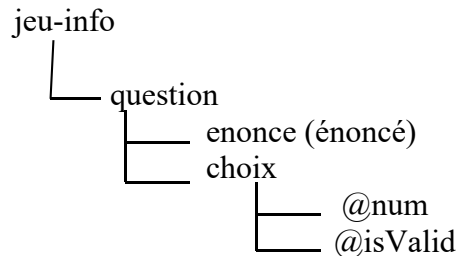 jeu-info
question
enonce (énoncé)
choix
@num
@isValid